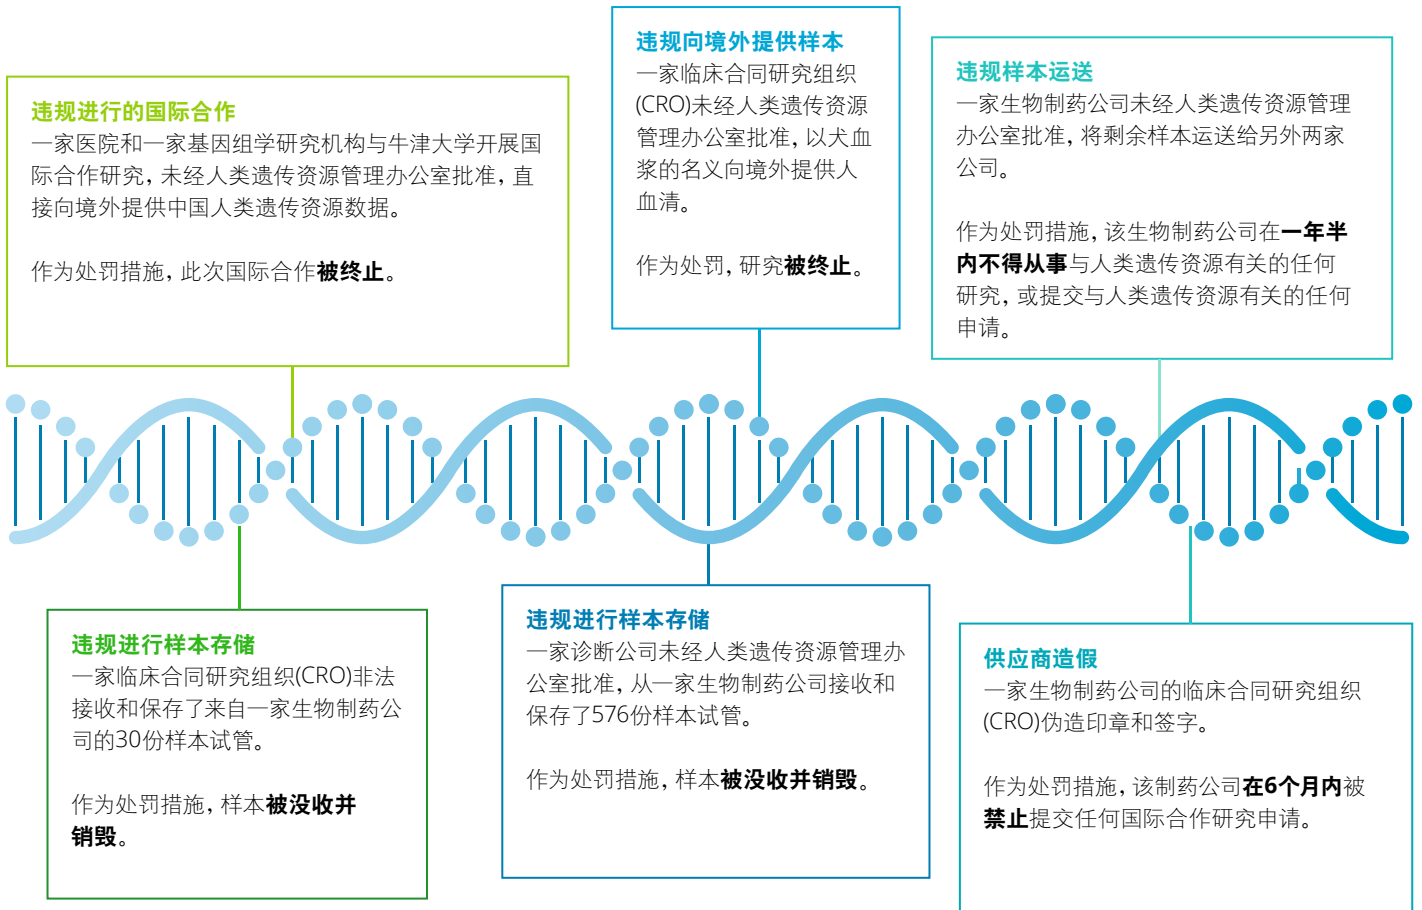 违规进行的国际合作
一家医院和一家基因组学研究机构与牛津大学开展国
际合作研究，未经人类遗传资源管理办公室批准，直
接向境外提供中国人类遗传资源数据。
作为处罚措施，此次国际合作被终止。
违规向境外提供样本
一家临床合同研究组织
(CRO)未经人类遗传资源
管理办公室批准，以犬血
浆的名义向境外提供人
血清。
作为处罚，研究被终止。
违规样本运送
一家生物制药公司未经人类遗传资源管理
办公室批准，将剩余样本运送给另外两家
公司。
作为处罚措施，该生物制药公司在一年半
内不得从事与人类遗传资源有关的任何
研究，或提交与人类遗传资源有关的任何
申请。
违规进行样本存储
一家临床合同研究组织(CRO)非法
接收和保存了来自一家生物制药公
司的30份样本试管。
作为处罚措施，样本被没收并
销毁。
违规进行样本存储
一家诊断公司未经人类遗传资源管理办
公室批准，从一家生物制药公司接收和
保存了576份样本试管。
作为处罚措施，样本被没收并销毁。
供应商造假
一家生物制药公司的临床合同研究组织
(CRO)伪造印章和签字。
作为处罚措施，该制药公司在6个月内被
禁止提交任何国际合作研究申请。